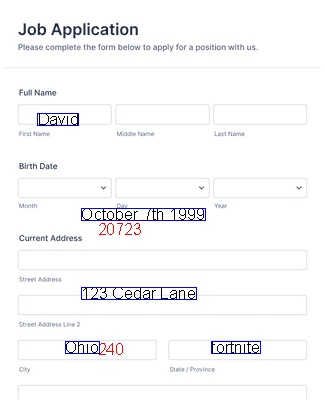 Job Application
Please complete the form below to apply for a position with us.
Full Name
David
First Name Middle Name Last Name
Birth Date
Month Day Year
October 7th 1999
20723
Current Address
Street Address
123 Cedar Lane
Street Address Line 2
Ohio 240 fortnite
City State / Province